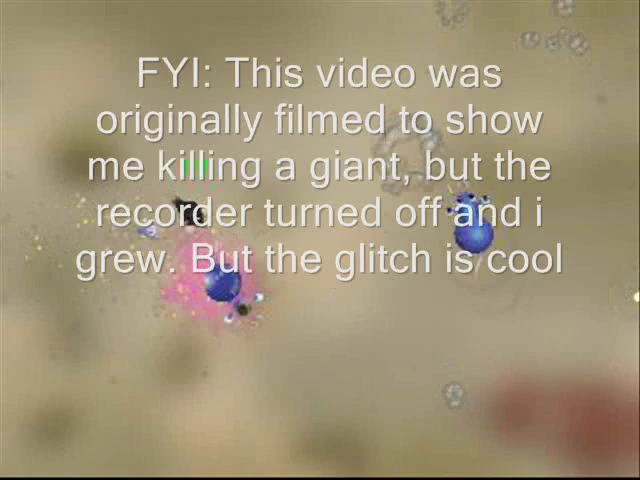 FYI: This video was
originally filmed to show
me killing a giant, but the
recorder turned off and i
grew. But the glitch is cool